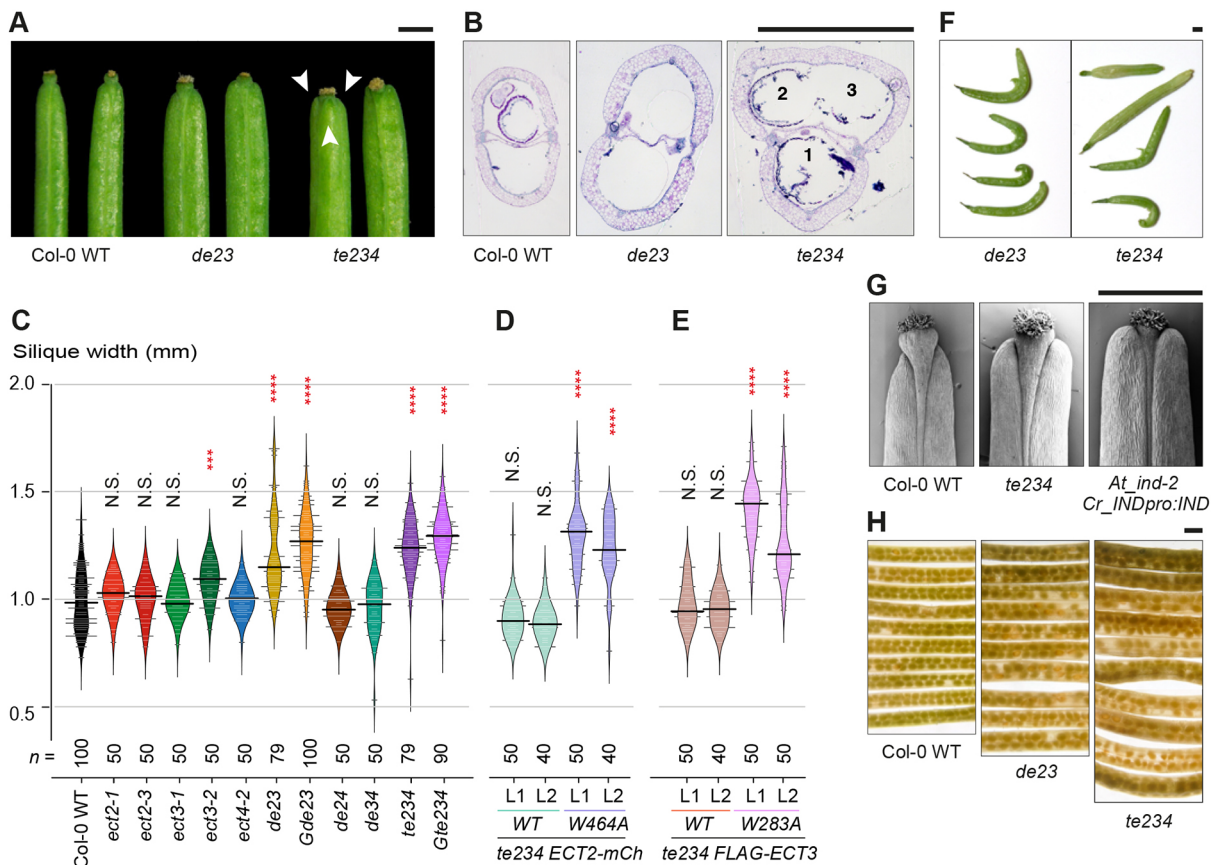 A
B
F
Col-0 WT
de23
te234
Col-0 WT
de23
te234
2
3
1
de23
te234
G
Col-0 WT
te234
At_ind-2
Cr_INDpro:IND
H
Col-0 WT
de23
te234
C
Silique width (mm)
2.0
1.5
1.0
0.5
N.S.
N.S.
N.S.
***
N.S.
****
****
N.S.
N.S.
****
****
n =
100
50
50
50
50
50
79
100
50
50
79
90
Col-0 WT
ect2-1
ect2-3
ect3-1
ect3-2
ect4-2
de23
Gde23
de24
de34
te234
Gte234
D
N.S.
N.S.
****
****
50
40
50
40
L1 L2 L1 L2
WT W464A
te234 ECT2-mCh
E
N.S.
N.S.
****
****
50
40
50
50
L1 L2 L1 L2
WT W283A
te234 FLAG-ECT3